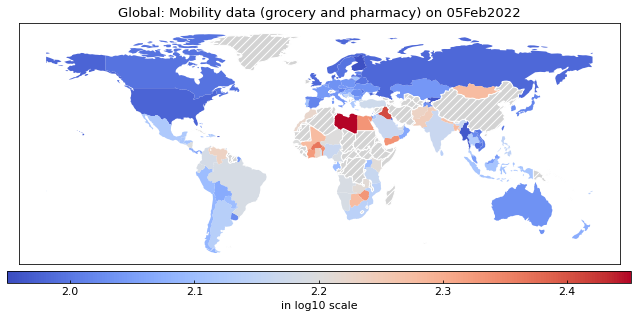 Global: Mobility data (grocery and pharmacy) on 05Feb2022
2.0 2.1 2.2 2.3 2.4
in log10 scale